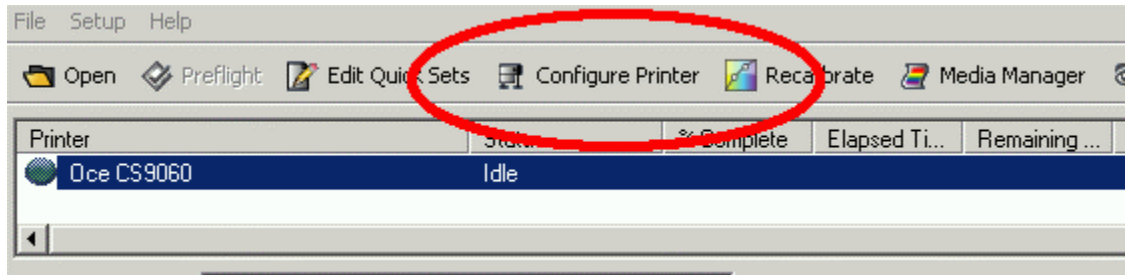 File Setup Help
Open Preflight Edit Quick Sets Configure Printer Recalibrate Media Manager
Printer Status % Complete Elapsed Ti... Remaining ...
Oce CS9060 Idle